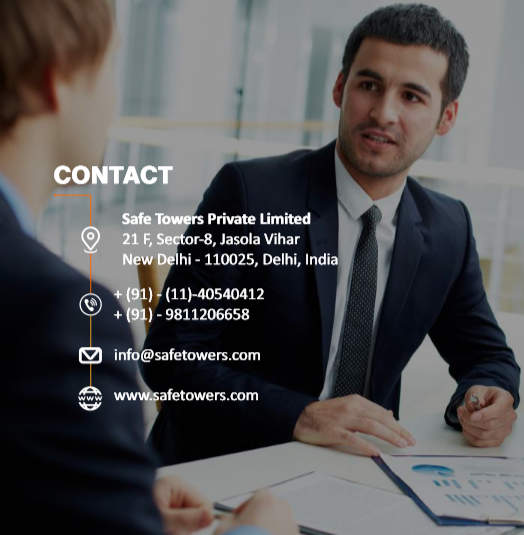 CONTACT
Safe Towers Private Limited
21 F, Sector-8, Jasola Vihar
New Delhi - 110025, Delhi, India
+ (91) - (11)-40540412
+ (91) - 9811206658
info@safetowers.com
www www.safetowers.com